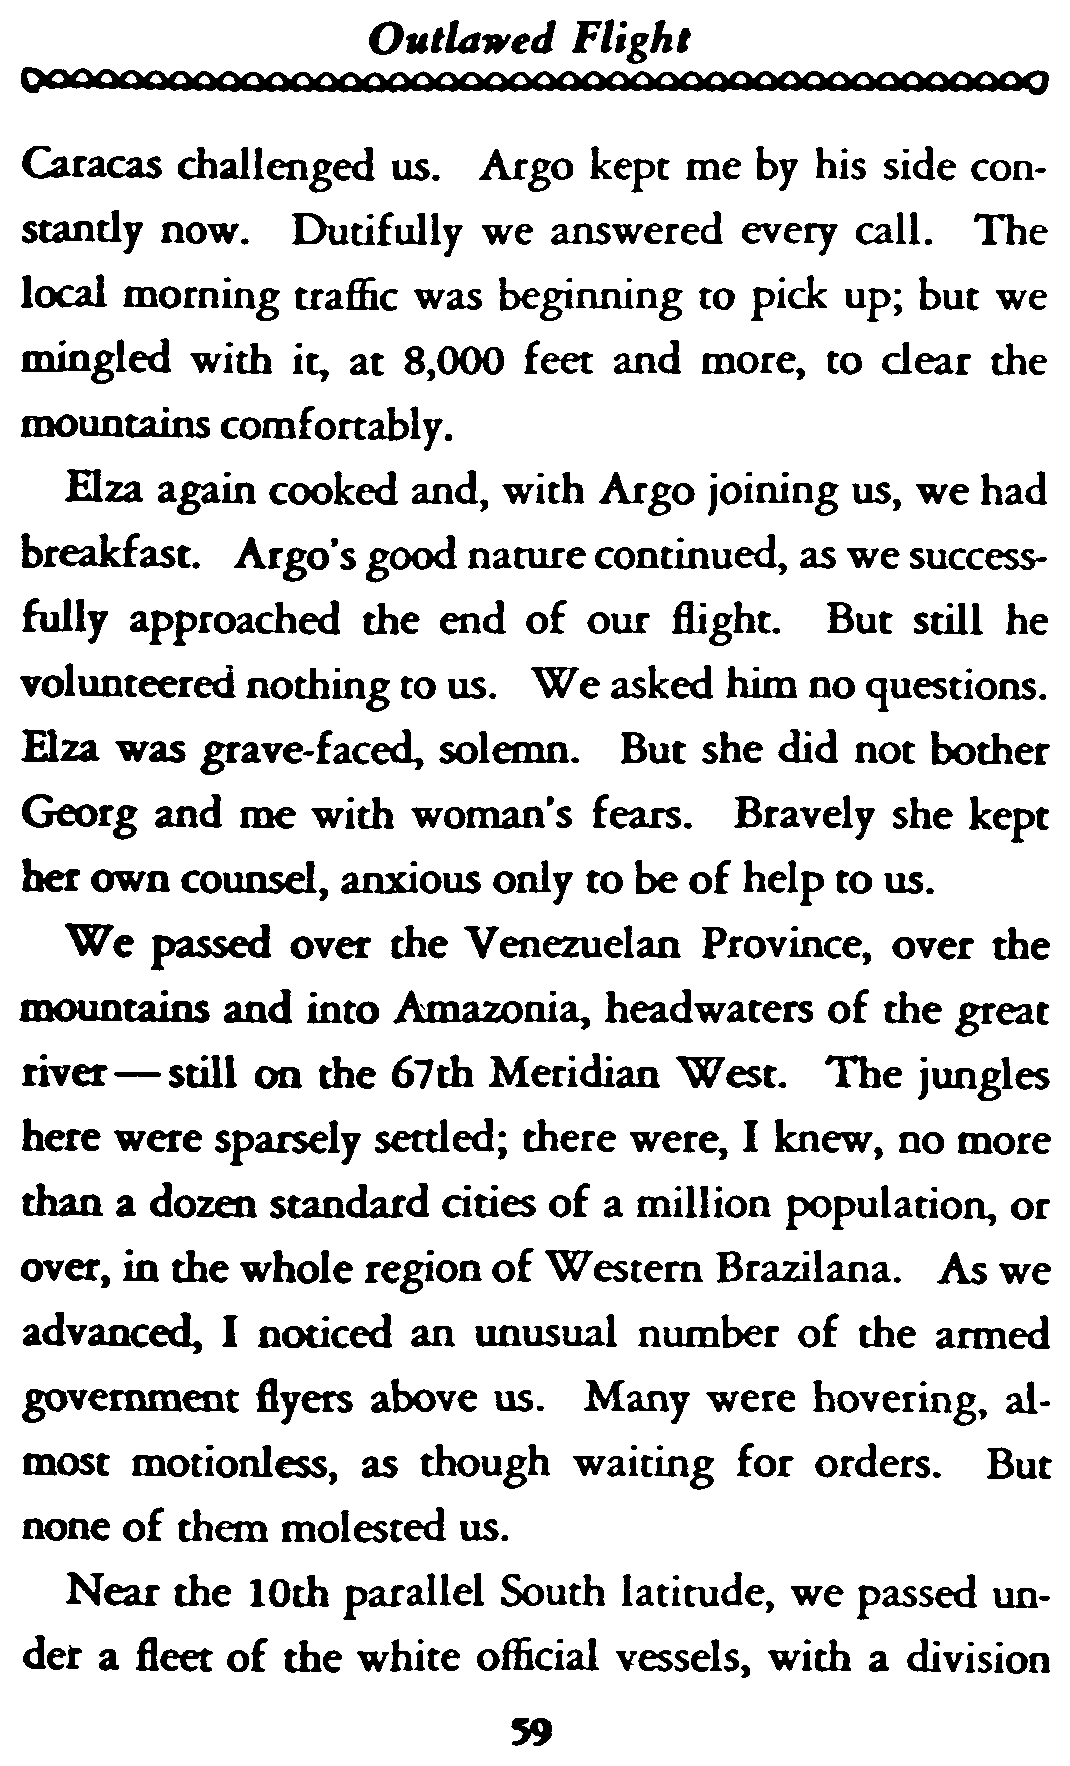 Outlawed Flight
Caracas challenged us. Argo kept me by his side con-
stantly now. Dutifully we answered every call. The
local morning traffic was beginning to pick up; but we
mingled with it, at 8,000 feet and more, to clear the
mountains comfortably.
Elza again cooked and, with Argo joining us, we had
breakfast. Argo's good nature continued, as we success-
fully approached the end of our flight. But still he
volunteered nothing to us. We asked him no questions.
Elza was grave-faced, solemn. But she did not bother
Georg and me with woman's fears. Bravely she kept
her own counsel, anxious only to be of help to us.
We passed over the Venezuelan Province, over the
mountains and into Amazonia, headwaters of the great
river—still on the 67th Meridian West. The jungles
here were sparsely settled; there were, I knew, no more
than a dozen standard cities of a million population, or
over, in the whole region of Western Brazilana. As we
advanced, I noticed an unusual number of the armed
government flyers above us. Many were hovering, al-
most motionless, as though waiting for orders. But
none of them molested us.
Near the 10th parallel South latitude, we passed un-
der a fleet of the white official vessels, with a division
59